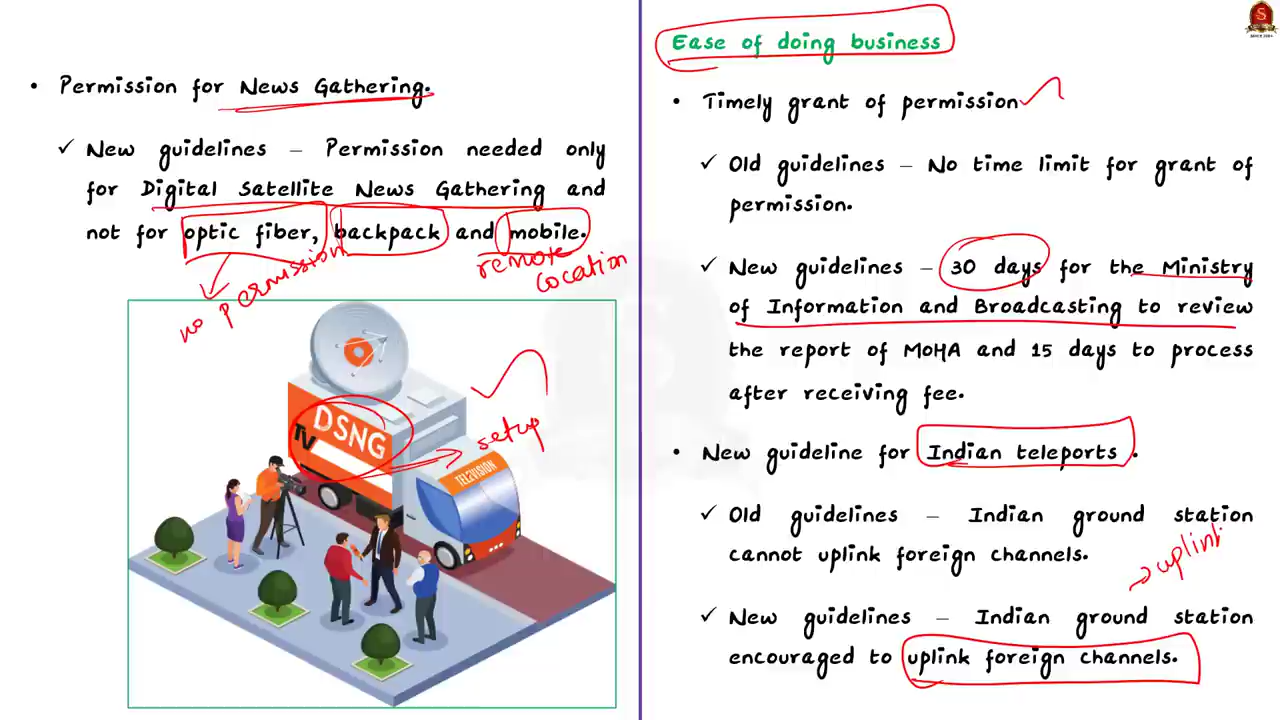 • Permission for News Gathering.
✓ New guidelines – Permission needed only
for Digital Satellite News Gathering and
not for optic fiber, backpack and mobile.
no permission
remote
location
DSNG
TV
setup
TEL2VISION
Ease of doing business
• Timely grant of permission
✓ Old guidelines – No time limit for grant of
permission.
✓ New guidelines – 30 days for the Ministry
of Information and Broadcasting to review
the report of MoHA and 15 days to process
after receiving fee.
• New guideline for Indian teleports.
✓ Old guidelines – Indian ground station
cannot uplink foreign channels.
→ uplink
✓ New guidelines – Indian ground station
encouraged to uplink foreign channels.
S